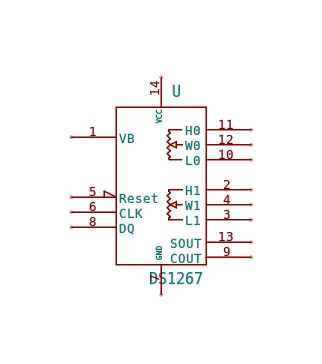 14
U
VCC
1
VB
H0
11
W0
12
L0
10
5
Reset
6
CLK
8
DQ
H1
2
W1
4
L1
3
SOUT
13
COUT
9
GND
7
DS1267